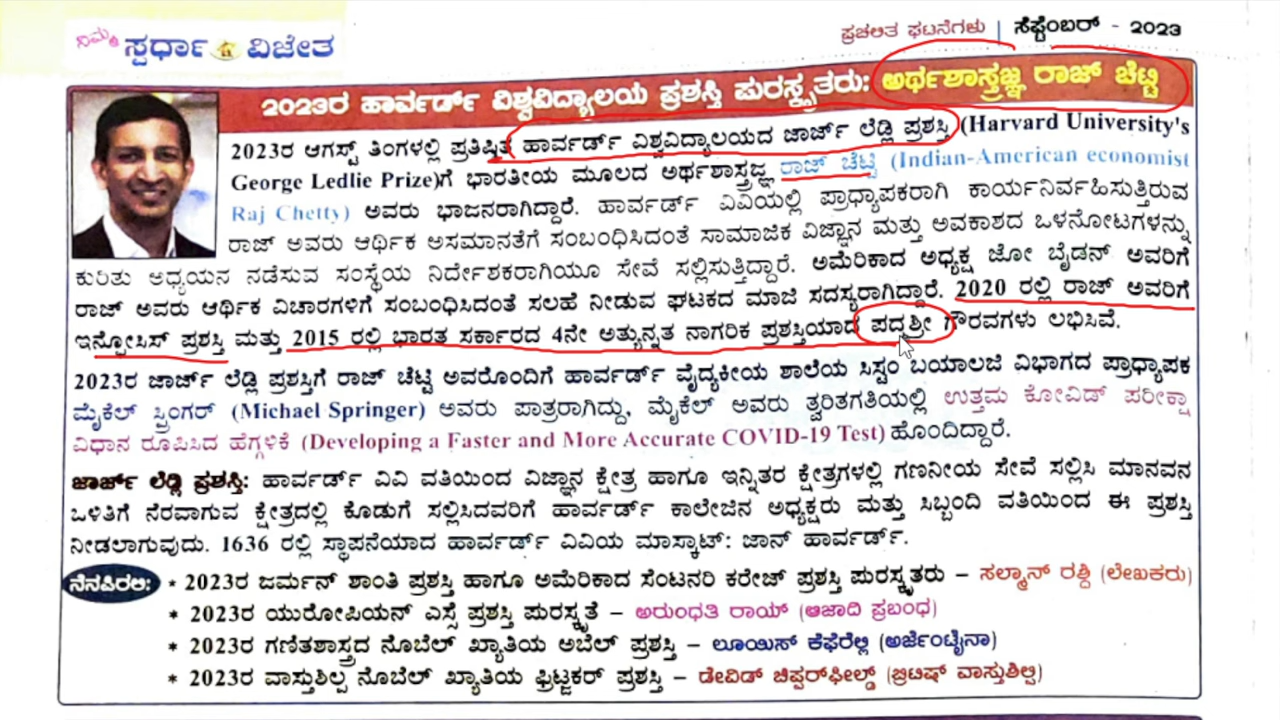 ನಿಮ್ಮ ಸ್ಪರ್ಧಾ ವಿಜೇತ
ಪ್ರಚಲಿತ ಘಟನೆಗಳು | ಸೆಪ್ಟೆಂಬರ್ - 2023
2023ರ ಹಾರ್ವರ್ಡ್ ವಿಶ್ವವಿದ್ಯಾಲಯ ಪ್ರಶಸ್ತಿ ಪುರಸ್ಕೃತರು: ಅರ್ಥಶಾಸ್ತ್ರಜ್ಞ ರಾಜ್ ಚೆಟ್ಟಿ
2023ರ ಆಗಸ್ಟ್ ತಿಂಗಳಲ್ಲಿ ಪ್ರತಿಷ್ಠಿತ ಹಾರ್ವರ್ಡ್ ವಿಶ್ವವಿದ್ಯಾಲಯದ ಜಾರ್ಜ್ ಲೆಡ್ಲಿ ಪ್ರಶಸ್ತಿ (Harvard University's
George Ledlie Prize)ಗೆ ಭಾರತೀಯ ಮೂಲದ ಅರ್ಥಶಾಸ್ತ್ರಜ್ಞ ರಾಜ್ ಚೆಟ್ಟಿ (Indian-American economist
Raj Chetty) ಅವರು ಭಾಜನರಾಗಿದ್ದಾರೆ. ಹಾರ್ವರ್ಡ್ ವಿವಿಯಲ್ಲಿ ಪ್ರಾಧ್ಯಾಪಕರಾಗಿ ಕಾರ್ಯನಿರ್ವಹಿಸುತ್ತಿರುವ
ರಾಜ್ ಅವರು ಆರ್ಥಿಕ ಅಸಮಾನತೆಗೆ ಸಂಬಂಧಿಸಿದಂತೆ ಸಾಮಾಜಿಕ ವಿಜ್ಞಾನ ಮತ್ತು ಅವಕಾಶದ ಒಳನೋಟಗಳನ್ನು
ಕುರಿತು ಅಧ್ಯಯನ ನಡೆಸುವ ಸಂಸ್ಥೆಯ ನಿರ್ದೇಶಕರಾಗಿಯೂ ಸೇವೆ ಸಲ್ಲಿಸುತ್ತಿದ್ದಾರೆ. ಅಮೆರಿಕಾದ ಅಧ್ಯಕ್ಷ ಜೋ ಬೈಡನ್ ಅವರಿಗೆ
ರಾಜ್ ಅವರು ಆರ್ಥಿಕ ವಿಚಾರಗಳಿಗೆ ಸಂಬಂಧಿಸಿದಂತೆ ಸಲಹೆ ನೀಡುವ ಘಟಕದ ಮಾಜಿ ಸದಸ್ಯರಾಗಿದ್ದಾರೆ. 2020 ರಲ್ಲಿ ರಾಜ್ ಅವರಿಗೆ
ಇನ್ಫೋಸಿಸ್ ಪ್ರಶಸ್ತಿ ಮತ್ತು 2015 ರಲ್ಲಿ ಭಾರತ ಸರ್ಕಾರದ 4ನೇ ಅತ್ಯುನ್ನತ ನಾಗರಿಕ ಪ್ರಶಸ್ತಿಯಾದ ಪದ್ಮಶ್ರೀ ಗೌರವಗಳು ಲಭಿಸಿವೆ.
2023ರ ಜಾರ್ಜ್ ಲೆಡ್ಲಿ ಪ್ರಶಸ್ತಿಗೆ ರಾಜ್ ಚೆಟ್ಟಿ ಅವರೊಂದಿಗೆ ಹಾರ್ವರ್ಡ್ ವೈದ್ಯಕೀಯ ಶಾಲೆಯ ಸಿಸ್ಟಂ ಬಯಾಲಜಿ ವಿಭಾಗದ ಪ್ರಾಧ್ಯಾಪಕ
ಮೈಕೆಲ್ ಸ್ಪ್ರಿಂಗರ್ (Michael Springer) ಅವರು ಪಾತ್ರರಾಗಿದ್ದು, ಮೈಕೆಲ್ ಅವರು ತ್ವರಿತಗತಿಯಲ್ಲಿ ಉತ್ತಮ ಕೋವಿಡ್ ಪರೀಕ್ಷಾ
ವಿಧಾನ ರೂಪಿಸಿದ ಹೆಗ್ಗಳಿಕೆ (Developing a Faster and More Accurate COVID-19 Test) ಹೊಂದಿದ್ದಾರೆ.
ಜಾರ್ಜ್ ಲೆಡ್ಲಿ ಪ್ರಶಸ್ತಿ: ಹಾರ್ವರ್ಡ್ ವಿವಿ ವತಿಯಿಂದ ವಿಜ್ಞಾನ ಕ್ಷೇತ್ರ ಹಾಗೂ ಇನ್ನಿತರ ಕ್ಷೇತ್ರಗಳಲ್ಲಿ ಗಣನೀಯ ಸೇವೆ ಸಲ್ಲಿಸಿ ಮಾನವನ
ಒಳಿತಿಗೆ ನೆರವಾಗುವ ಕ್ಷೇತ್ರದಲ್ಲಿ ಕೊಡುಗೆ ಸಲ್ಲಿಸಿದವರಿಗೆ ಹಾರ್ವರ್ಡ್ ಕಾಲೇಜಿನ ಅಧ್ಯಕ್ಷರು ಮತ್ತು ಸಿಬ್ಬಂದಿ ವತಿಯಿಂದ ಈ ಪ್ರಶಸ್ತಿ
ನೀಡಲಾಗುವುದು. 1636 ರಲ್ಲಿ ಸ್ಥಾಪನೆಯಾದ ಹಾರ್ವರ್ಡ್ ವಿವಿಯ ಮಾಸ್ಕಾಟ್: ಜಾನ್ ಹಾರ್ವರ್ಡ್.
ನೆನಪಿರಲಿ: * 2023ರ ಜರ್ಮನ್ ಶಾಂತಿ ಪ್ರಶಸ್ತಿ ಹಾಗೂ ಅಮೆರಿಕಾದ ಸೆಂಟನರಿ ಕರೇಜ್ ಪ್ರಶಸ್ತಿ ಪುರಸ್ಕೃತರು – ಸಲ್ಮಾನ್ ರಶ್ದಿ (ಲೇಖಕರು)
* 2023ರ ಯುರೋಪಿಯನ್ ಎಸ್ಸೆ ಪ್ರಶಸ್ತಿ ಪುರಸ್ಕೃತೆ – ಅರುಂಧತಿ ರಾಯ್ (ಆಜಾದಿ ಪ್ರಬಂಧ)
* 2023ರ ಗಣಿತಶಾಸ್ತ್ರದ ನೊಬೆಲ್ ಖ್ಯಾತಿಯ ಅಬೆಲ್ ಪ್ರಶಸ್ತಿ – ಲೂಯಿಸ್ ಕೆಫೆರೆಲ್ಲಿ (ಅರ್ಜೆಂಟೈನಾ)
* 2023ರ ವಾಸ್ತುಶಿಲ್ಪ ನೊಬೆಲ್ ಖ್ಯಾತಿಯ ಫ್ರಿಟ್ಜಕರ್ ಪ್ರಶಸ್ತಿ – ಡೇವಿಡ್ ಚಿಪ್ಪರ್‌ಫೀಲ್ಡ್ (ಬ್ರಿಟಿಷ್ ವಾಸ್ತುಶಿಲ್ಪಿ)